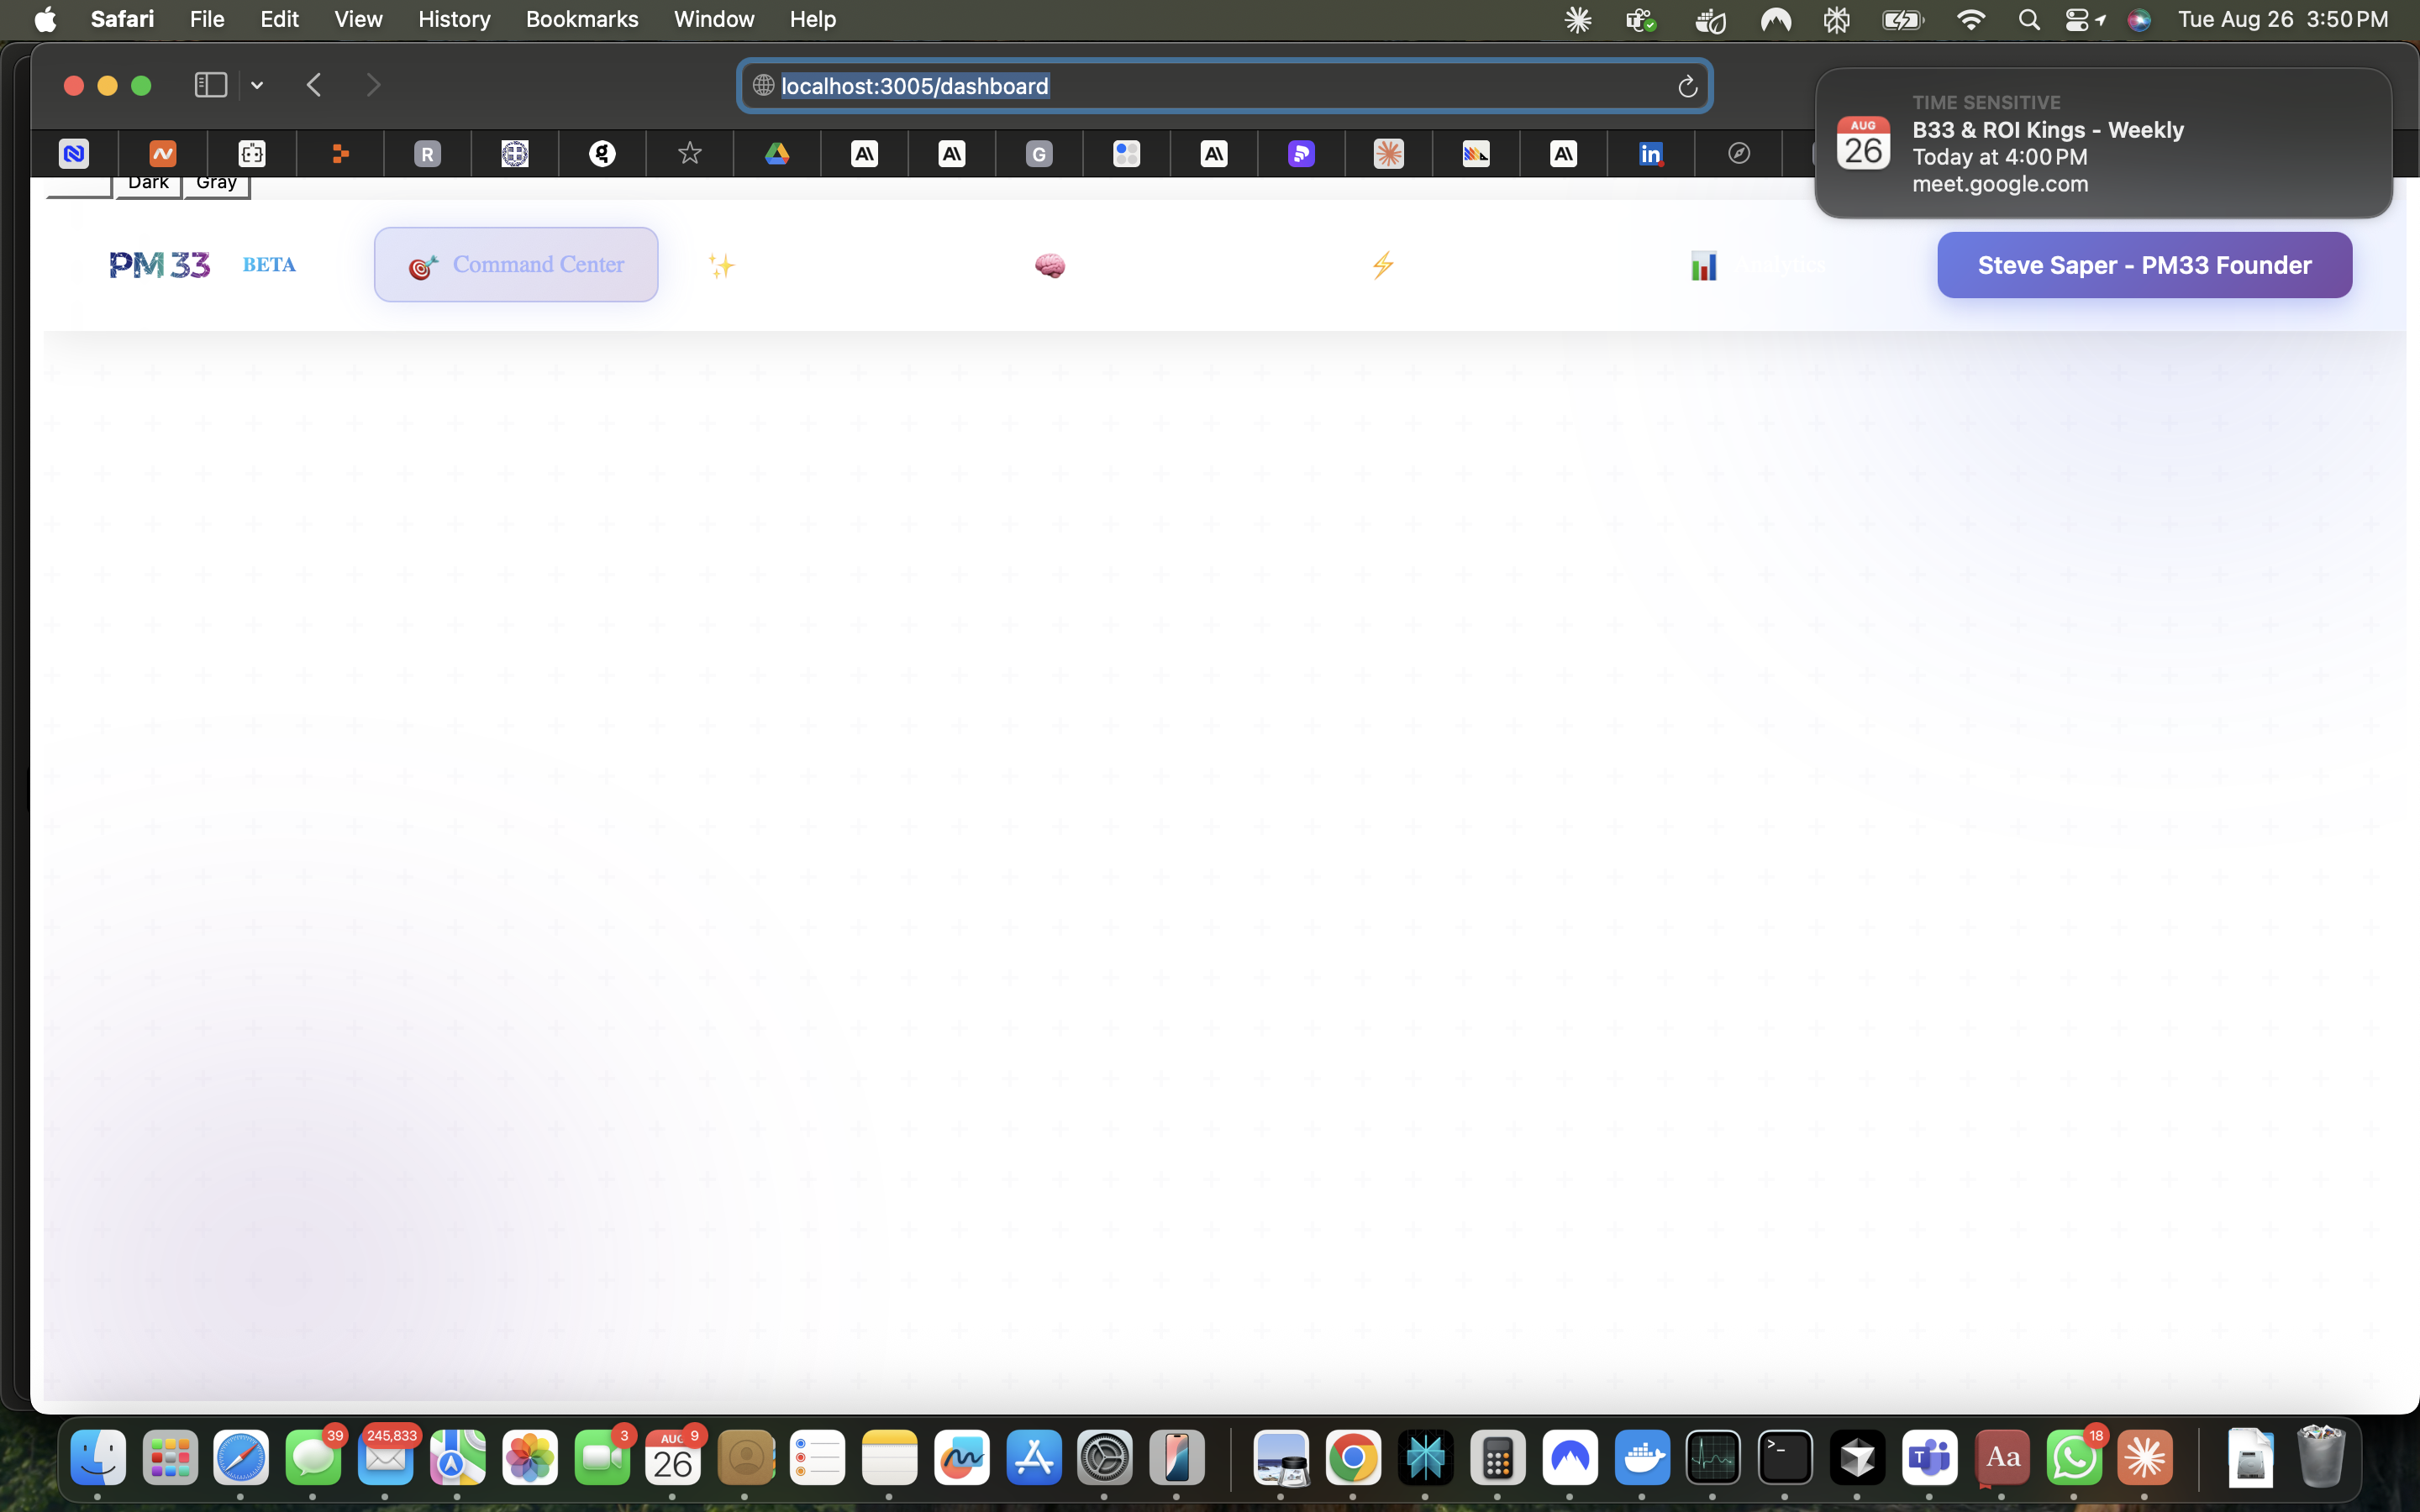 Safari File Edit View History Bookmarks Window Help Tue Aug 26 3:50 PM
localhost:3005/dashboard
TIME SENSITIVE
B33 & ROI Kings - Weekly
Today at 4:00 PM
meet.google.com
AUG
26
R
G
in
Dark Gray
PM 33 BETA Command Center Steve Saper - PM33 Founder
39
245,833
3
AUG 9
26
Aa
18